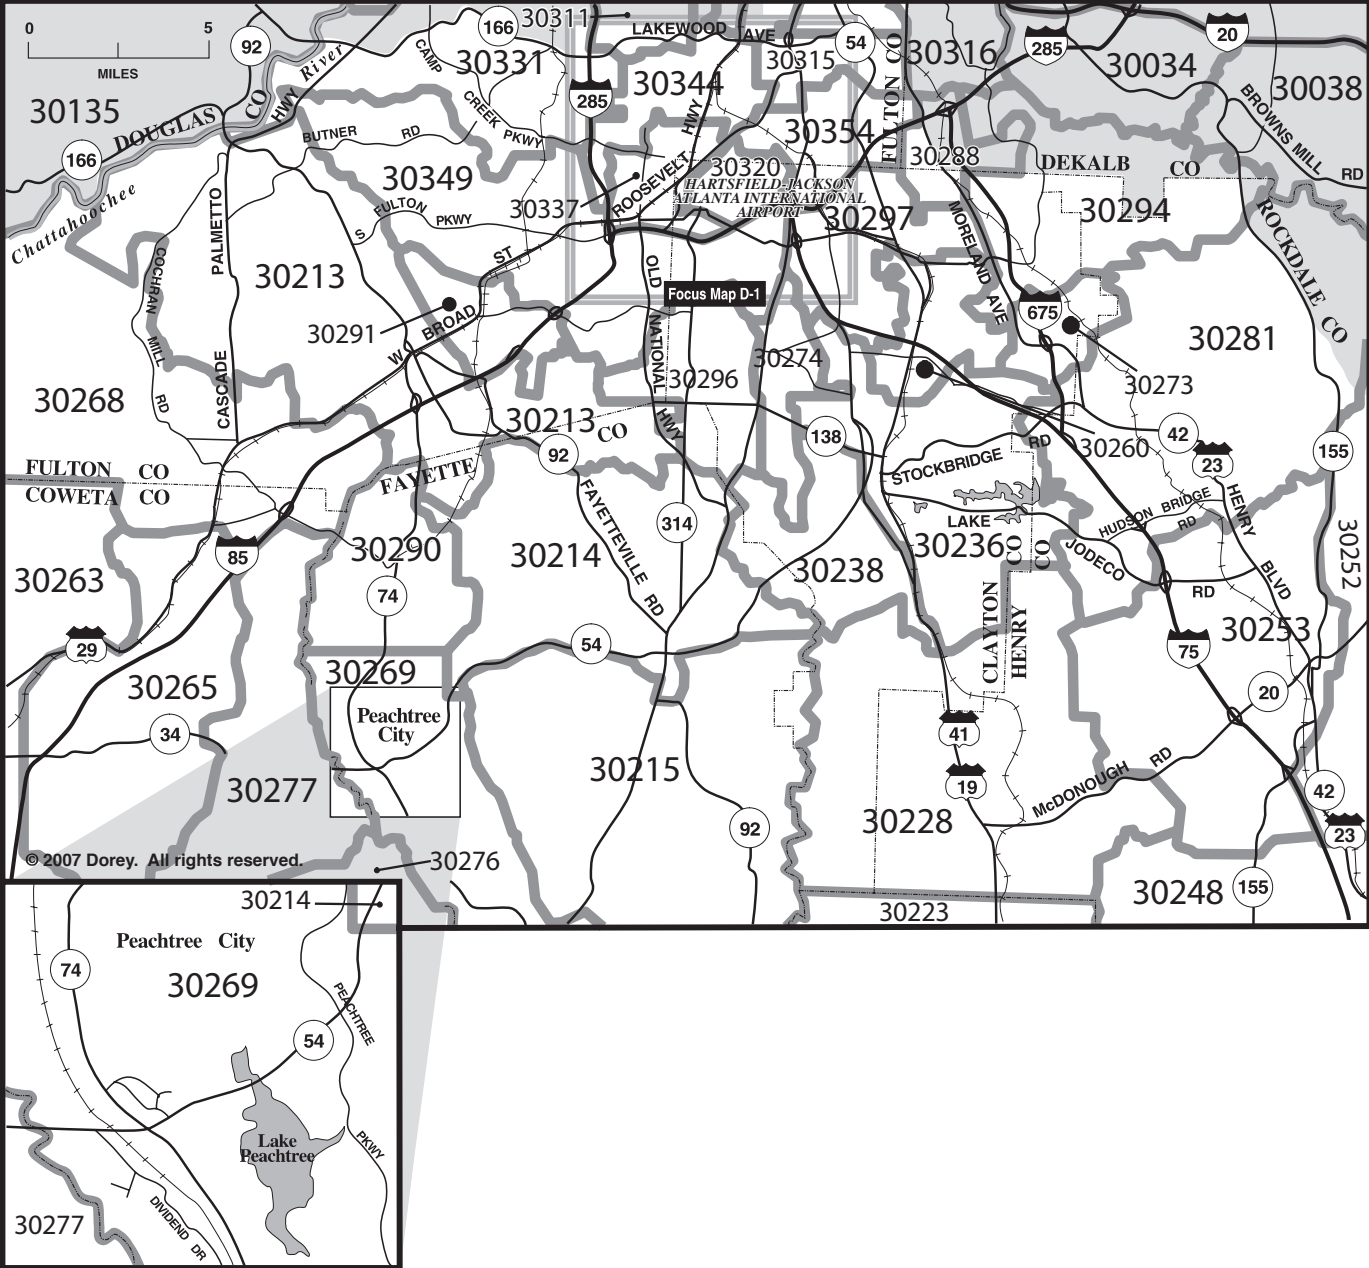 0 5
MILES
92
166
30311
LAKEWOOD AVE
54
30316
285
20
30034
30038
30135
DOUGLAS CO
HWY
River
CAMP
CREEK PKWY
30331
285
30344
30315
FULTON CO
BROWNS MILL
RD
166
Chattahoochee
BUTNER RD
30349
30354
HWY
ROOSEVELT
30320
HARTSFIELD-JACKSON
ATLANTA INTERNATIONAL
AIRPORT
30288
DEKALB CO
30294
ROCKDALE CO
S FULTON PKWY
30337
30297
PALMETTO
CASCADE
COCHRAN MILL
RD
30213
30291
W BROAD ST
OLD NATIONAL
HWY
Focus Map D-1
MORELAND AVE
675
30281
30274
30296
30273
30268
30213
FAYETTE CO
92
138
STOCKBRIDGE RD
30260
42
23
155
FULTON CO
COWETA CO
FAYETTEVILLE RD
314
LAKE
HUDSON BRIDGE
RD
HENRY BLVD
85
30290
30214
30236
CO
CO
JODECO RD
30252
30263
74
30238
CLAYTON
HENRY
30253
29
54
75
30269
30265
34
Peachtree
City
20
41
19
McDONOUGH RD
30215
30277
42
23
92
30228
© 2007 Dorey. All rights reserved.
30276
30248
155
30223
30214
Peachtree City
74
30269
PEACHTREE
PKWY
54
Lake
Peachtree
DIVIDEND DR
30277